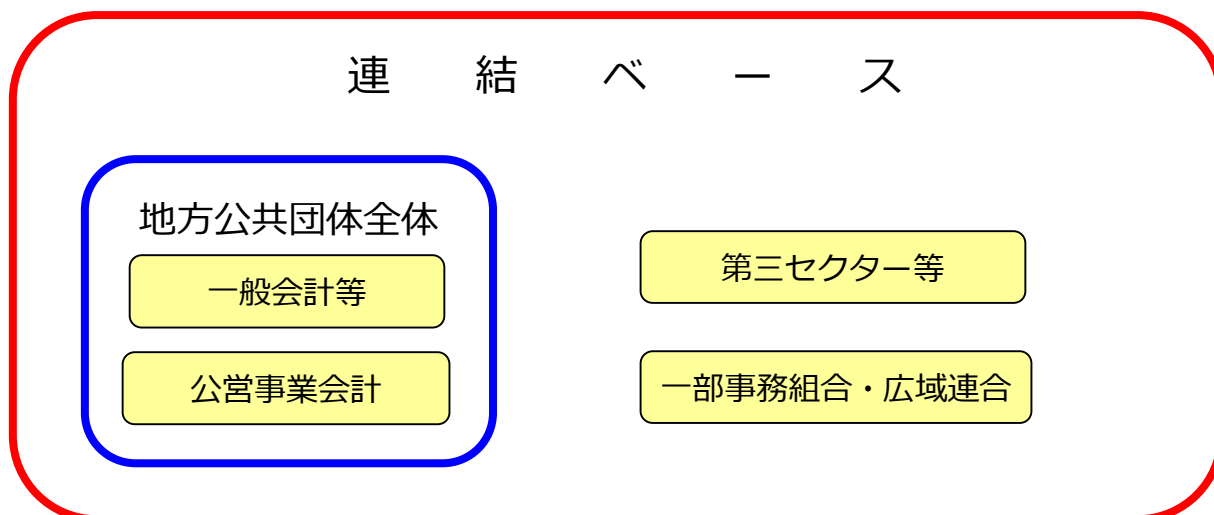 連結ベース
地方公共団体全体
一般会計等
公営事業会計
第三セクター等
一部事務組合・広域連合